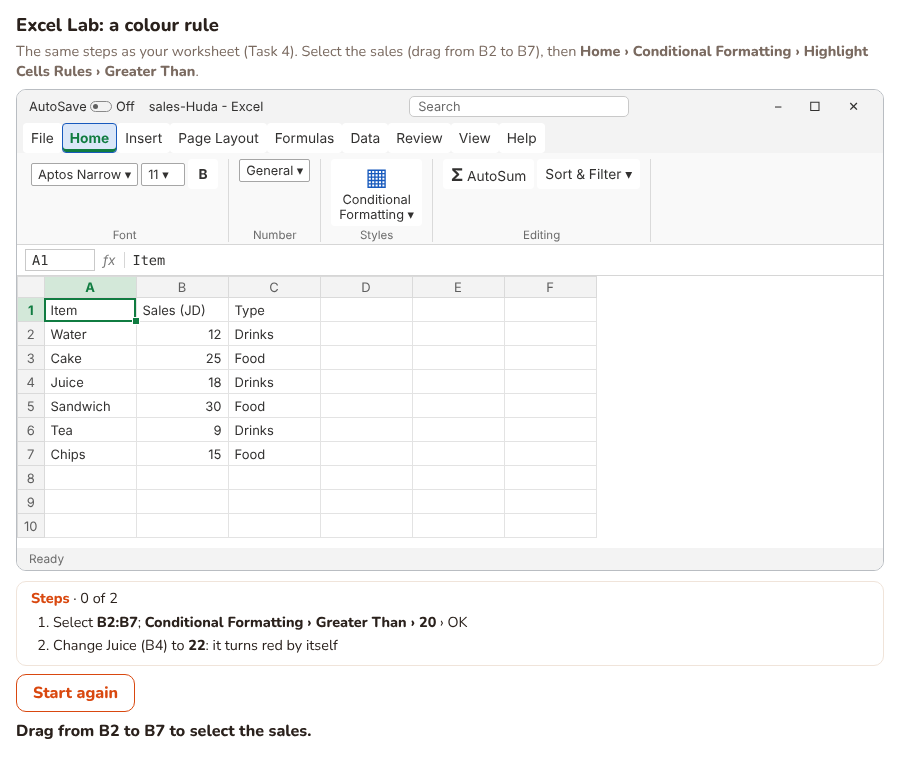 Excel Lab: a colour rule
The same steps as your worksheet (Task 4). Select the sales (drag from B2 to B7), then Home › Conditional Formatting › Highlight
Cells Rules › Greater Than.
AutoSave Off sales-Huda - Excel Search
File Home Insert Page Layout Formulas Data Review View Help
Aptos Narrow ▾ 11 ▾ B General ▾ Conditional Formatting ▾ Σ AutoSum Sort & Filter ▾
Font Number Styles Editing
A1 fx Item
A B C D E F
1 Item Sales (JD) Type
2 Water 12 Drinks
3 Cake 25 Food
4 Juice 18 Drinks
5 Sandwich 30 Food
6 Tea 9 Drinks
7 Chips 15 Food
8
9
10
Ready
Steps · 0 of 2
1. Select B2:B7; Conditional Formatting › Greater Than › 20 › OK
2. Change Juice (B4) to 22: it turns red by itself
Start again
Drag from B2 to B7 to select the sales.